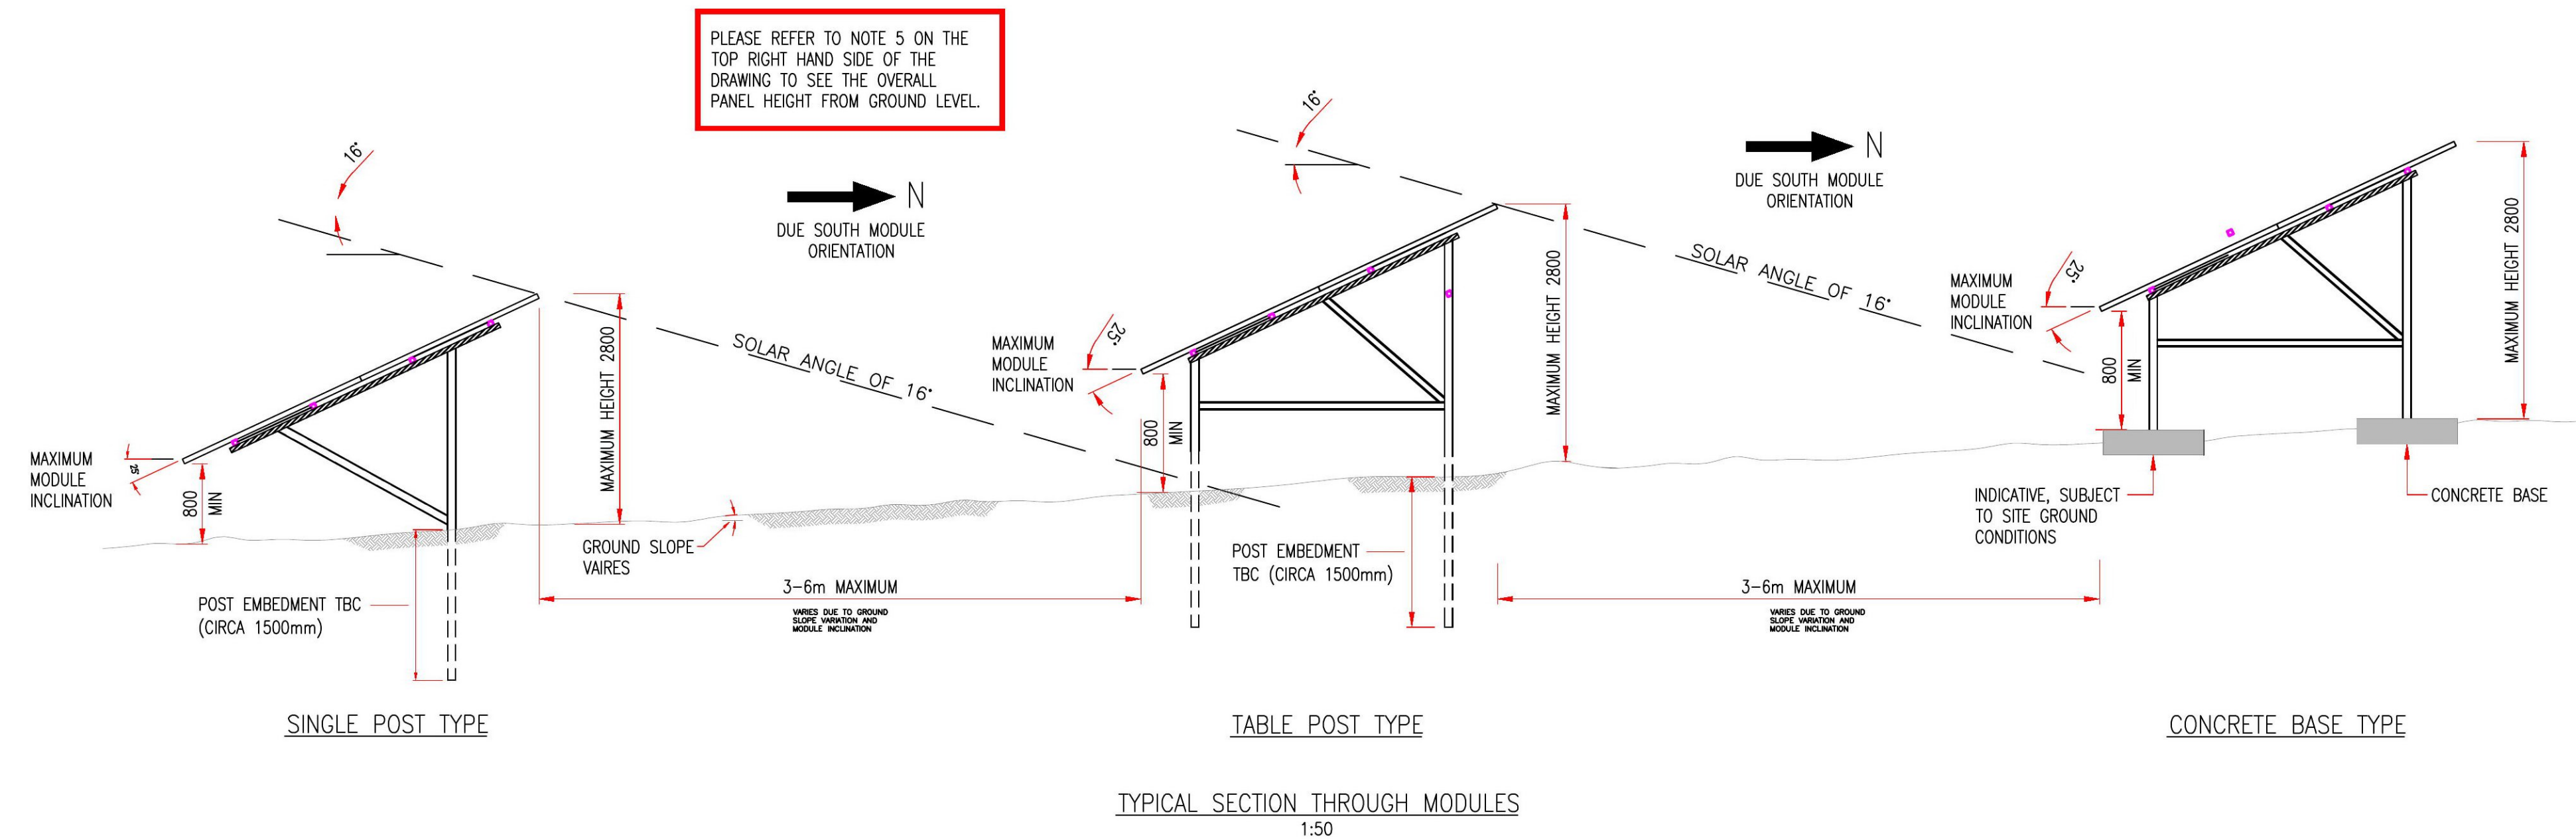 PLEASE REFER TO NOTE 5 ON THE
TOP RIGHT HAND SIDE OF THE
DRAWING TO SEE THE OVERALL
PANEL HEIGHT FROM GROUND LEVEL.
16°
N
DUE SOUTH MODULE
ORIENTATION
MAXIMUM
MODULE
INCLINATION
25°
800
MIN
MAXIMUM HEIGHT 2800
SOLAR ANGLE OF 16°
GROUND SLOPE
VAIRES
POST EMBEDMENT TBC
(CIRCA 1500mm)
3-6m MAXIMUM
VARIES DUE TO GROUND
SLOPE VARIATION AND
MODULE INCLINATION
SINGLE POST TYPE
16°
N
DUE SOUTH MODULE
ORIENTATION
MAXIMUM
MODULE
INCLINATION
25°
800
MIN
MAXIMUM HEIGHT 2800
SOLAR ANGLE OF 16°
POST EMBEDMENT
TBC (CIRCA 1500mm)
3-6m MAXIMUM
VARIES DUE TO GROUND
SLOPE VARIATION AND
MODULE INCLINATION
TABLE POST TYPE
MAXIMUM
MODULE
INCLINATION
25°
800
MIN
MAXIMUM HEIGHT 2800
INDICATIVE, SUBJECT
TO SITE GROUND
CONDITIONS
CONCRETE BASE
CONCRETE BASE TYPE
TYPICAL SECTION THROUGH MODULES
1:50